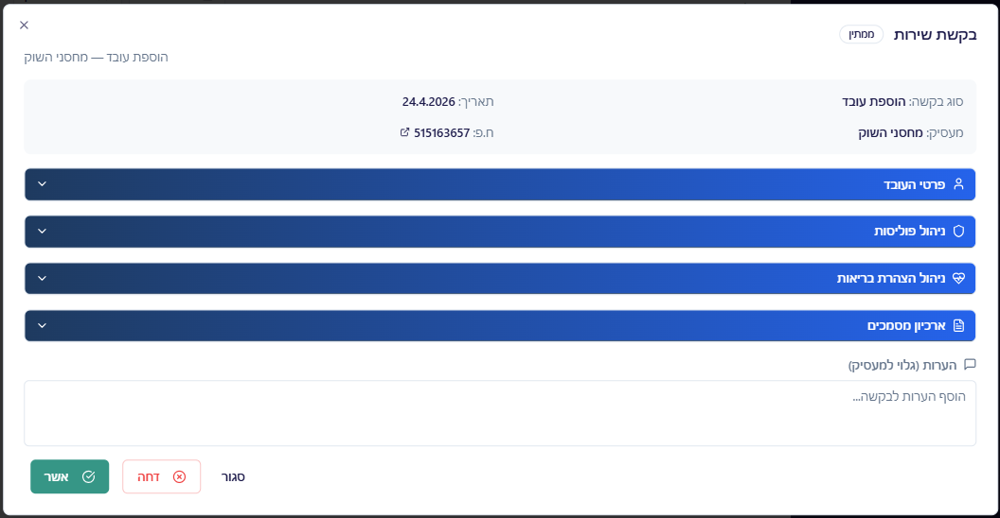 בקשת שירות ממתין
הוספת עובד — מחסני השוק
סוג בקשה: הוספת עובד תאריך: 24.4.2026
מעסיק: מחסני השוק ח.פ: 515163657
פרטי העובד
ניהול פוליסות
ניהול הצהרת בריאות
ארכיון מסמכים
הערות (גלוי למעסיק)
הוסף הערות לבקשה...
סגור דחה אשר